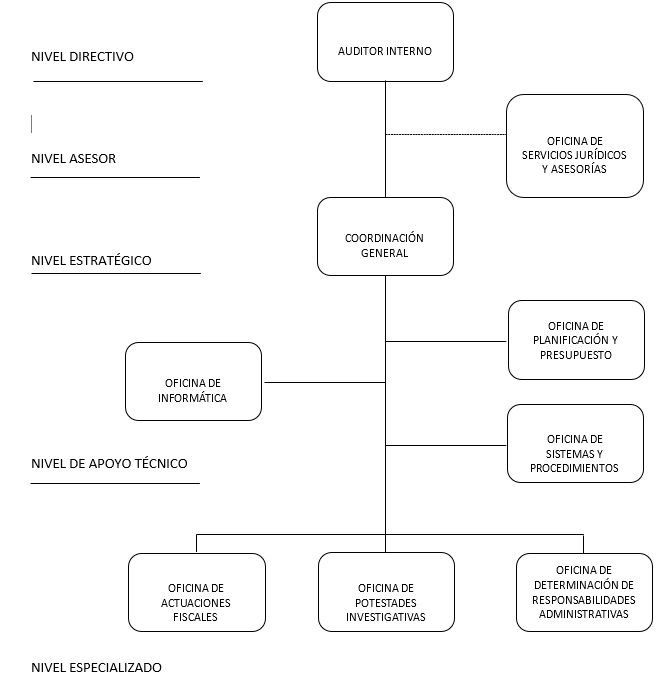 AUDITOR INTERNO
NIVEL DIRECTIVO
OFICINA DE
SERVICIOS JURÍDICOS
Y ASESORÍAS
NIVEL ASESOR
COORDINACIÓN
GENERAL
NIVEL ESTRATÉGICO
OFICINA DE
PLANIFICACIÓN Y
PRESUPUESTO
OFICINA DE
INFORMÁTICA
OFICINA DE
SISTEMAS Y
PROCEDIMIENTOS
NIVEL DE APOYO TÉCNICO
OFICINA DE
ACTUACIONES
FISCALES
OFICINA DE
POTESTADES
INVESTIGATIVAS
OFICINA DE
DETERMINACIÓN DE
RESPONSABILIDADES
ADMINISTRATIVAS
NIVEL ESPECIALIZADO